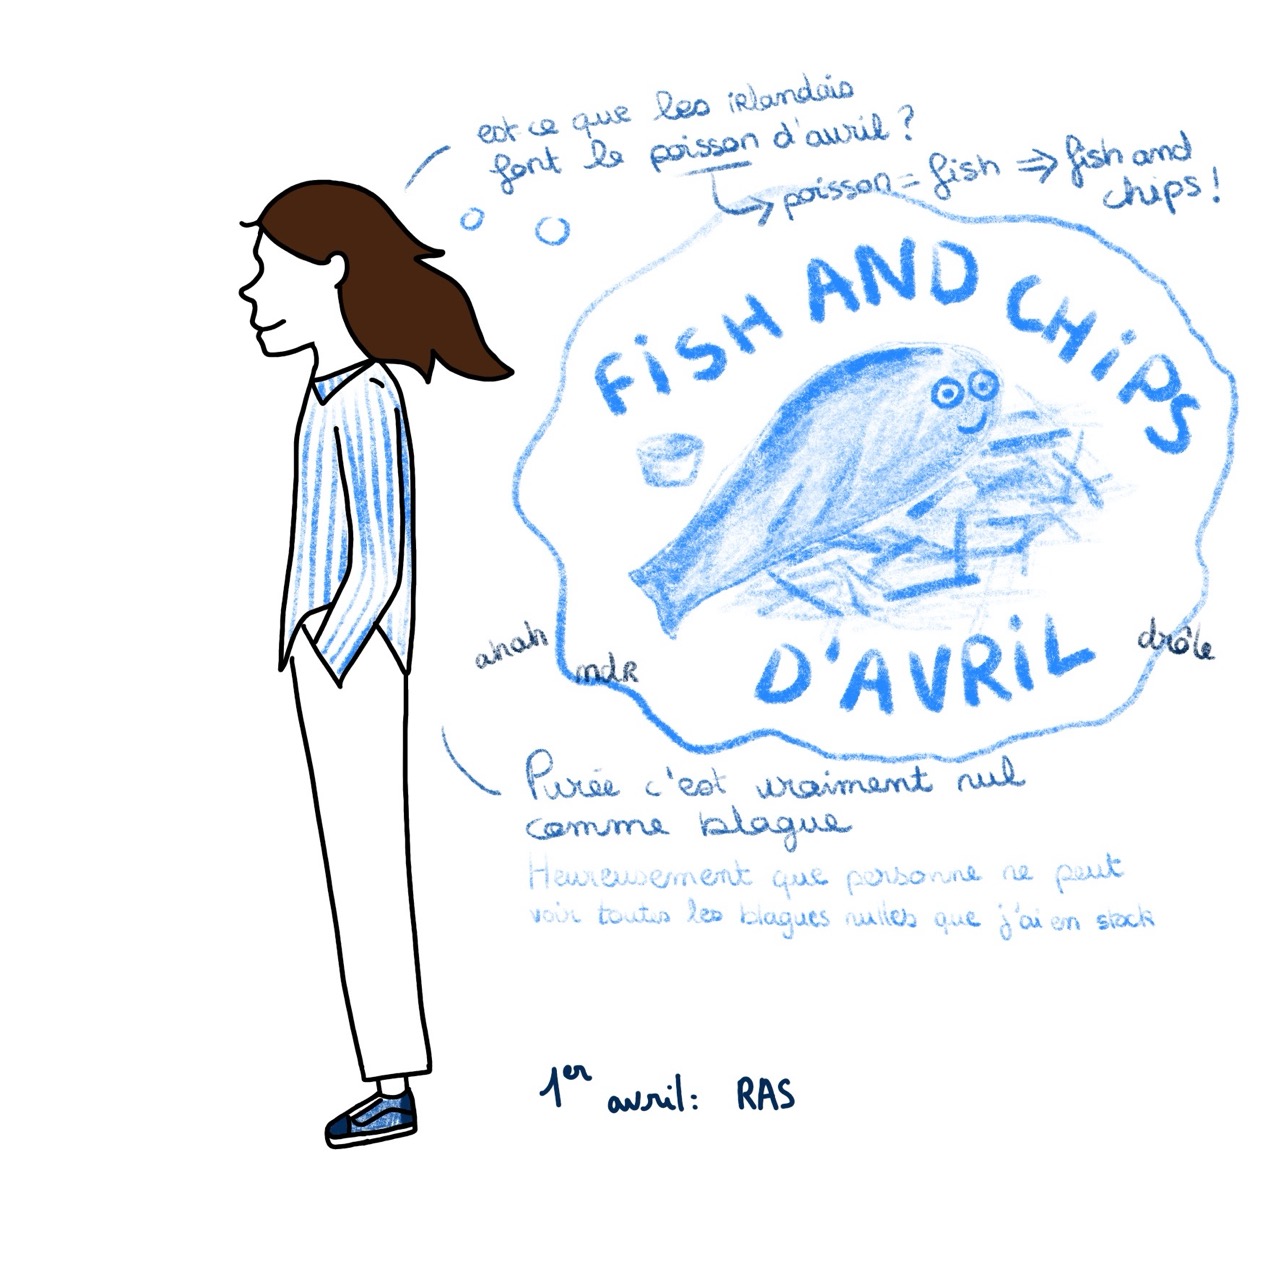 est ce que les irlandais
font le poisson d'avril ?
→ poisson = fish ⇒ fish and
chips !
FiSH AND CHiPS
D'AVRiL
ahah
mdR
drôle
Purée c'est vraiment nul
comme blague
Heureusement que personne ne peut
voir toutes les blagues nulles que j'ai en stock
1er avril : RAS